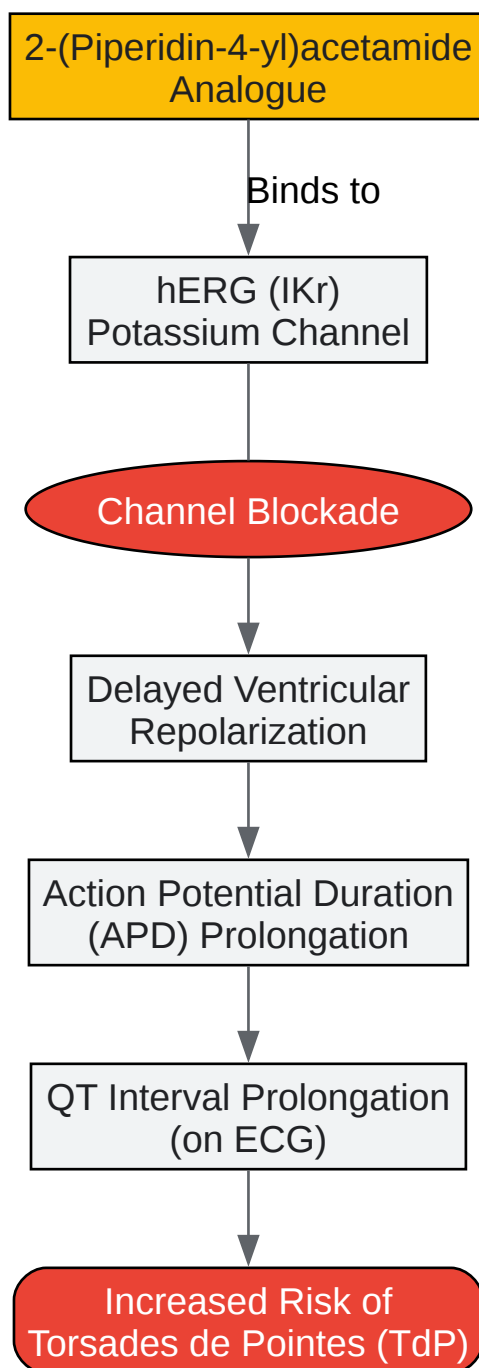 2-(Piperidin-4-yl)acetamide
Analogue
Binds to
hERG (IKr)
Potassium Channel
Channel Blockade
Delayed Ventricular
Repolarization
Action Potential Duration
(APD) Prolongation
QT Interval Prolongation
(on ECG)
Increased Risk of
Torsades de Pointes (TdP)